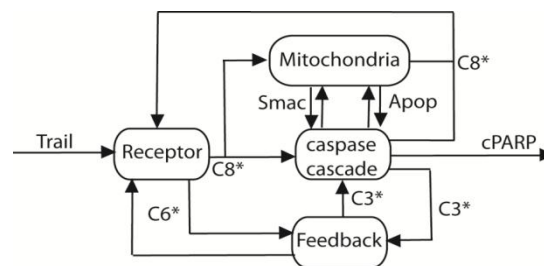 Mitochondria
C8*
Smac
Apop
Trail
Receptor
C8*
caspase
cascade
cPARP
C6*
C3*
C3*
Feedback